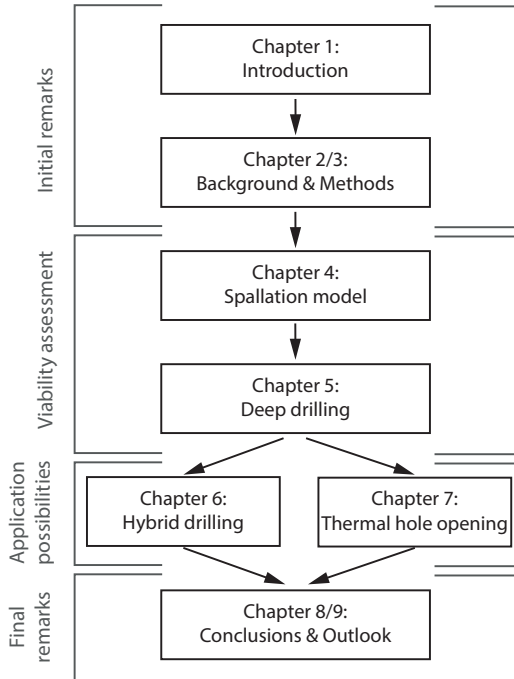 Initial remarks
Chapter 1:
Introduction
Chapter 2/3:
Background & Methods
Viability assessment
Chapter 4:
Spallation model
Chapter 5:
Deep drilling
Application
possibilities
Chapter 6:
Hybrid drilling
Chapter 7:
Thermal hole opening
Final
remarks
Chapter 8/9:
Conclusions & Outlook